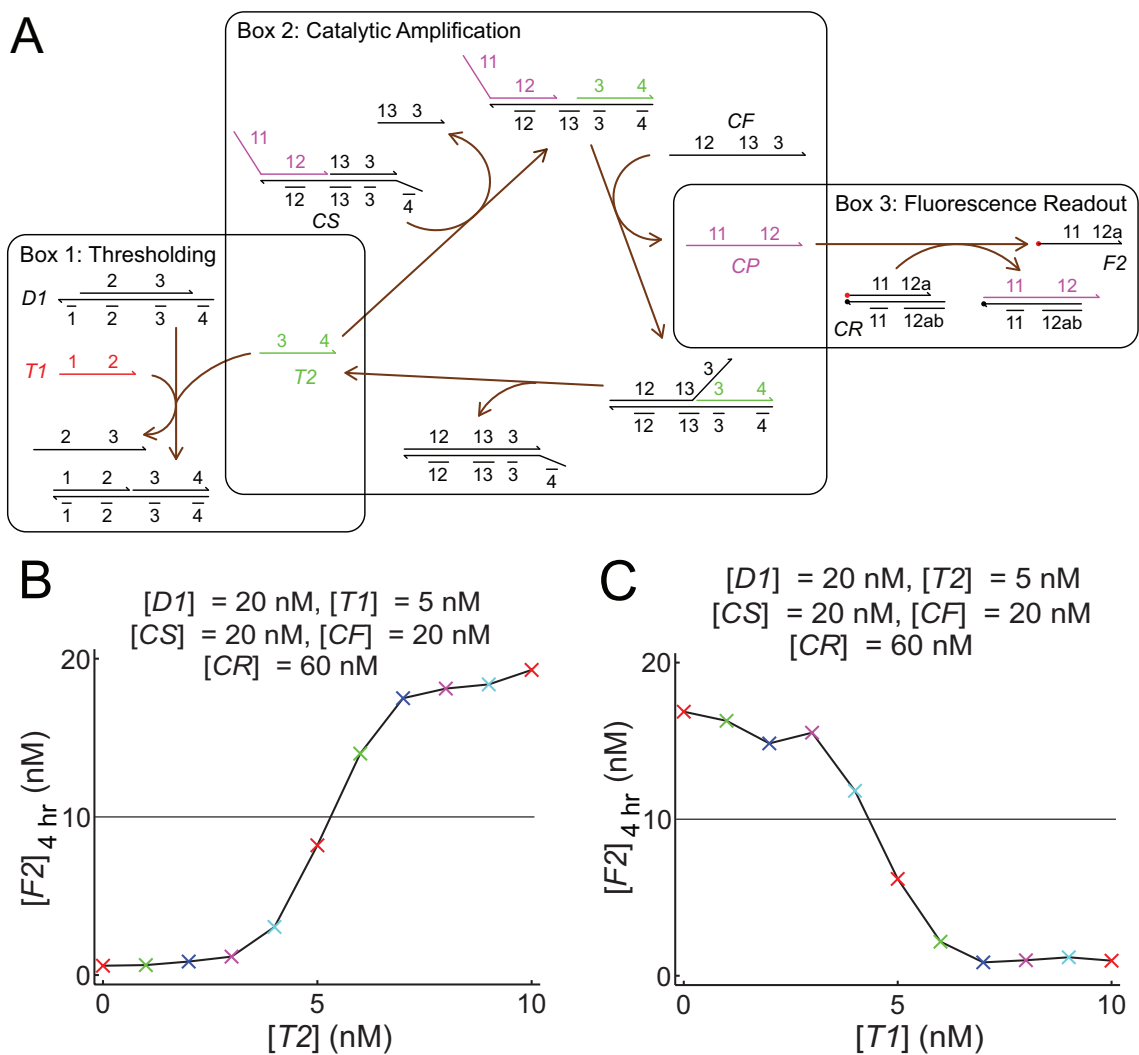 A
Box 2: Catalytic Amplification
11
12 3 4
12 13 3 4
13 3
CF
12 13 3
11
12 13 3
12 13 3 4
CS
Box 3: Fluorescence Readout
11 12
CP
11 12a
F2
11 12a
11 12ab
CR
11 12
11 12ab
Box 1: Thresholding
2 3
D1
1 2 3 4
T1
1 2
3 4
T2
2 3
1 2 3 4
1 2 3 4
3
12 13 3 4
12 13 3 4
12 13 3
12 13 3 4
B
[D1] = 20 nM, [T1] = 5 nM
[CS] = 20 nM, [CF] = 20 nM
[CR] = 60 nM
20
10
0
[F2]4 hr (nM)
0 5 10
[T2] (nM)
C
[D1] = 20 nM, [T2] = 5 nM
[CS] = 20 nM, [CF] = 20 nM
[CR] = 60 nM
20
10
0
[F2]4 hr (nM)
0 5 10
[T1] (nM)